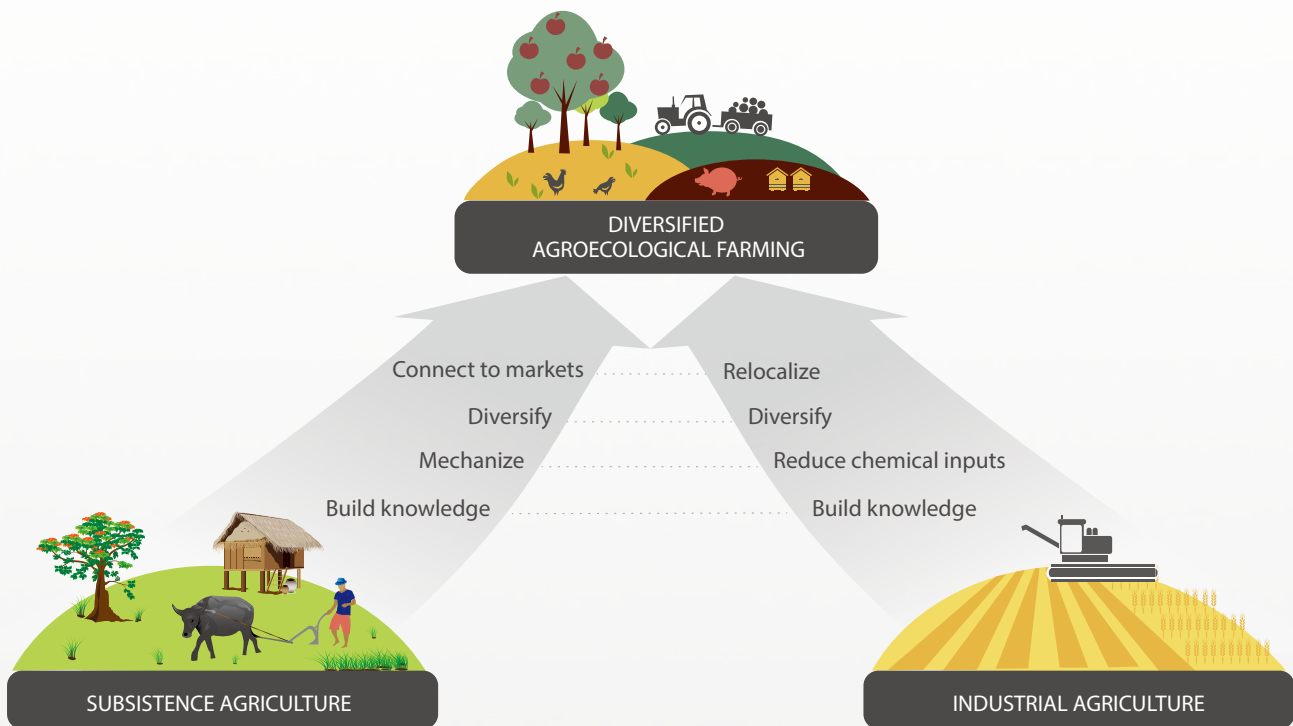 DIVERSIFIED
AGROECOLOGICAL FARMING
Connect to markets
Relocalize
Diversify
Diversify
Mechanize
Reduce chemical inputs
Build knowledge
Build knowledge
SUBSISTENCE AGRICULTURE
INDUSTRIAL AGRICULTURE